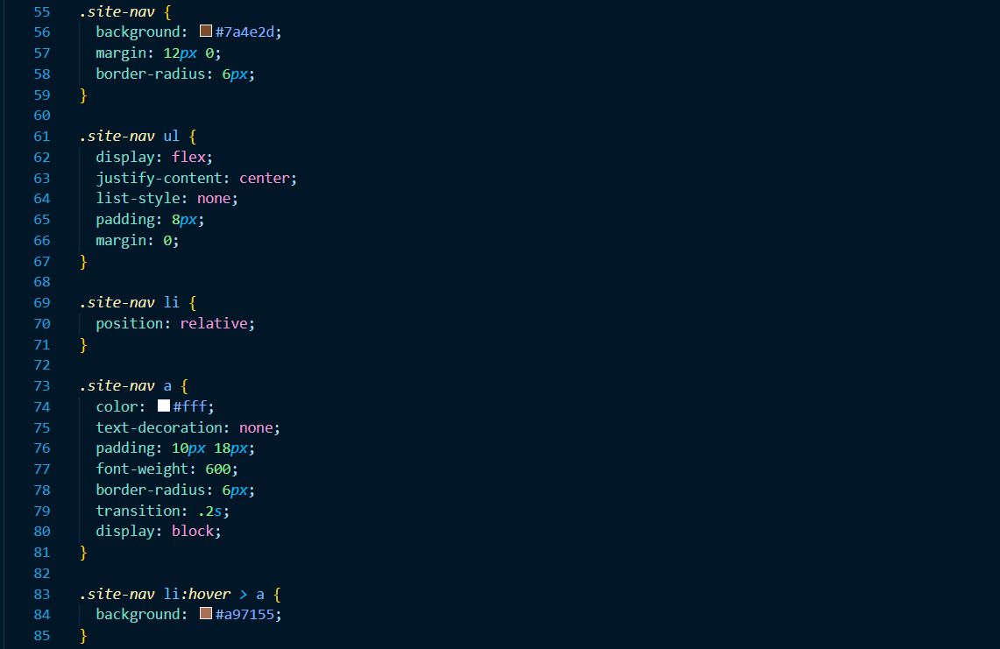 55 .site-nav {
56 background: #7a4e2d;
57 margin: 12px 0;
58 border-radius: 6px;
59 }
60
61 .site-nav ul {
62 display: flex;
63 justify-content: center;
64 list-style: none;
65 padding: 8px;
66 margin: 0;
67 }
68
69 .site-nav li {
70 position: relative;
71 }
72
73 .site-nav a {
74 color: #fff;
75 text-decoration: none;
76 padding: 10px 18px;
77 font-weight: 600;
78 border-radius: 6px;
79 transition: .2s;
80 display: block;
81 }
82
83 .site-nav li:hover > a {
84 background: #a97155;
85 }